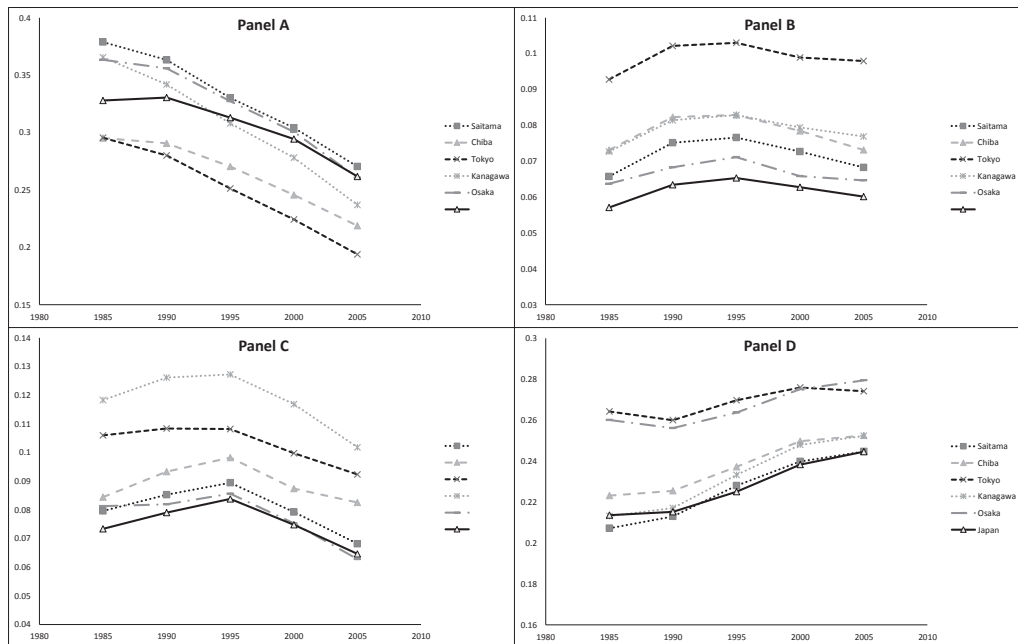 Panel A
0.4
0.35
0.3
0.25
0.2
0.15
1980 1985 1990 1995 2000 2005 2010
Saitama
Chiba
Tokyo
Kanagawa
Osaka
Panel B
0.11
0.1
0.09
0.08
0.07
0.06
0.05
0.04
0.03
1980 1985 1990 1995 2000 2005 2010
Saitama
Chiba
Tokyo
Kanagawa
Osaka
Panel C
0.14
0.13
0.12
0.11
0.1
0.09
0.08
0.07
0.06
0.05
0.04
1980 1985 1990 1995 2000 2005 2010
Panel D
0.3
0.28
0.26
0.24
0.22
0.2
0.18
0.16
1980 1985 1990 1995 2000 2005 2010
Saitama
Chiba
Tokyo
Kanagawa
Osaka
Japan